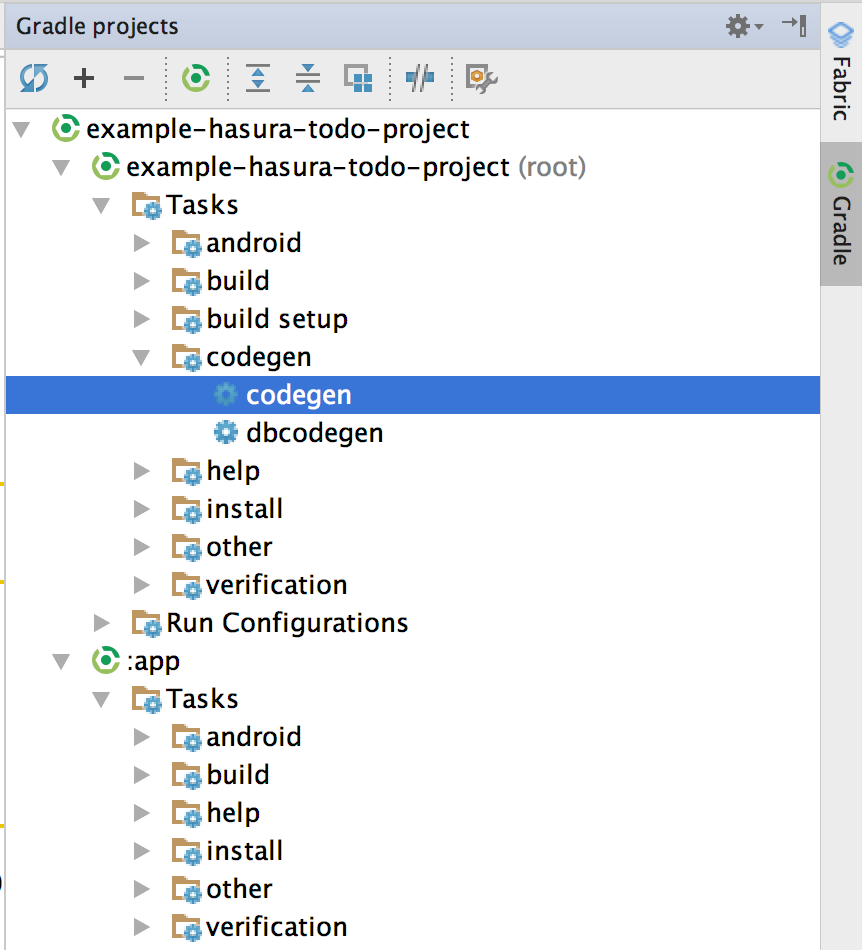 Gradle projects
example-hasura-todo-project
example-hasura-todo-project (root)
Tasks
android
build
build setup
codegen
codegen
dbcodegen
help
install
other
verification
Run Configurations
:app
Tasks
android
build
help
install
other
verification
Fabric
Gradle